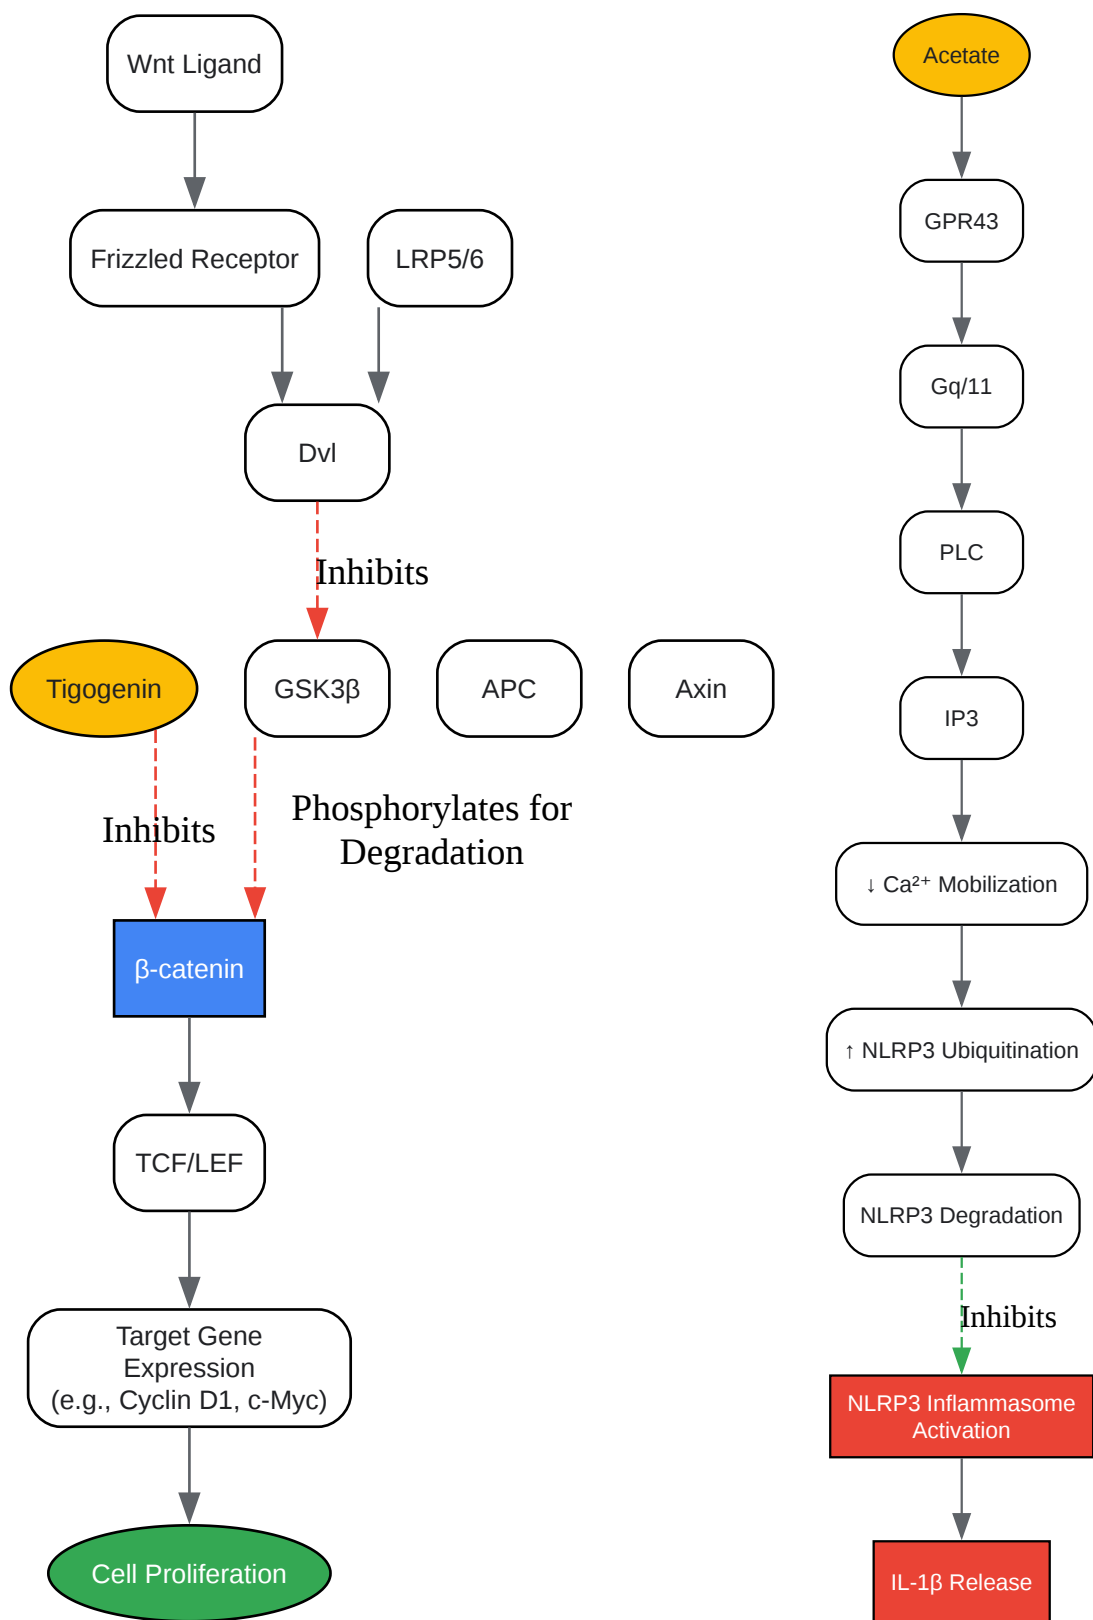 Wnt Ligand
Frizzled Receptor
LRP5/6
Dvl
Inhibits
Tigogenin
GSK3β
APC
Axin
Inhibits
Phosphorylates for
Degradation
β-catenin
TCF/LEF
Target Gene
Expression
(e.g., Cyclin D1, c-Myc)
Cell Proliferation
Acetate
GPR43
Gq/11
PLC
IP3
↓ Ca²⁺ Mobilization
↑ NLRP3 Ubiquitination
NLRP3 Degradation
Inhibits
NLRP3 Inflammasome
Activation
IL-1β Release